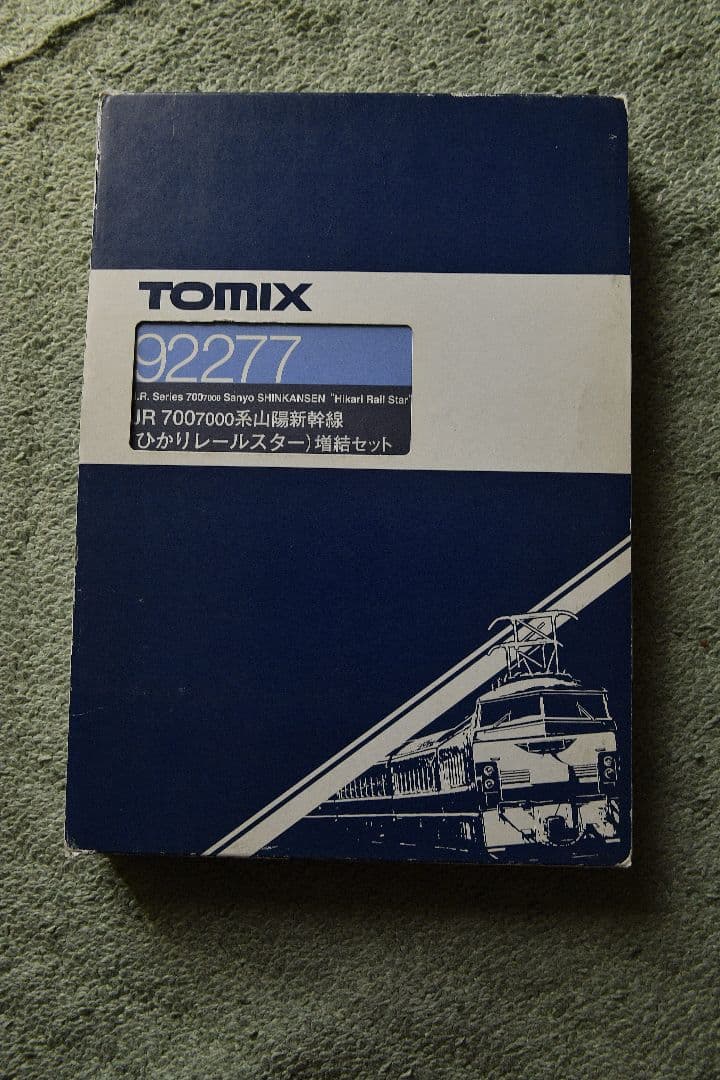 TOMIX
92277
.R. Series 7007000 Sanyo SHINKANSEN "Hikari Rail Star"
JR 7007000系山陽新幹線
ひかりレールスター)増結セット